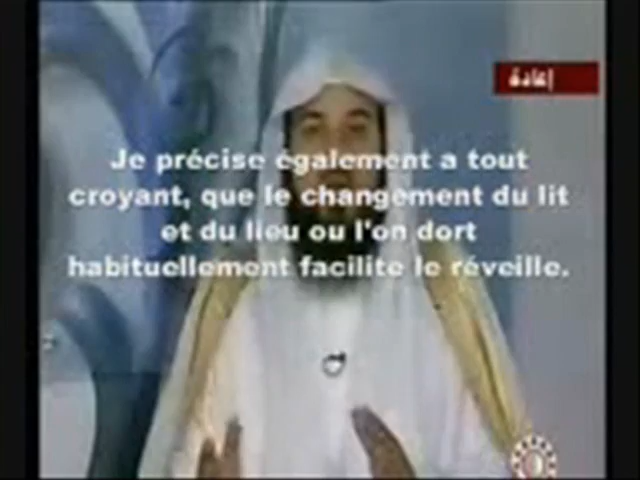 إعادة
Je précise également a tout
croyant, que le changement du lit
et du lieu ou l'on dort
habituellement facilite le réveille.